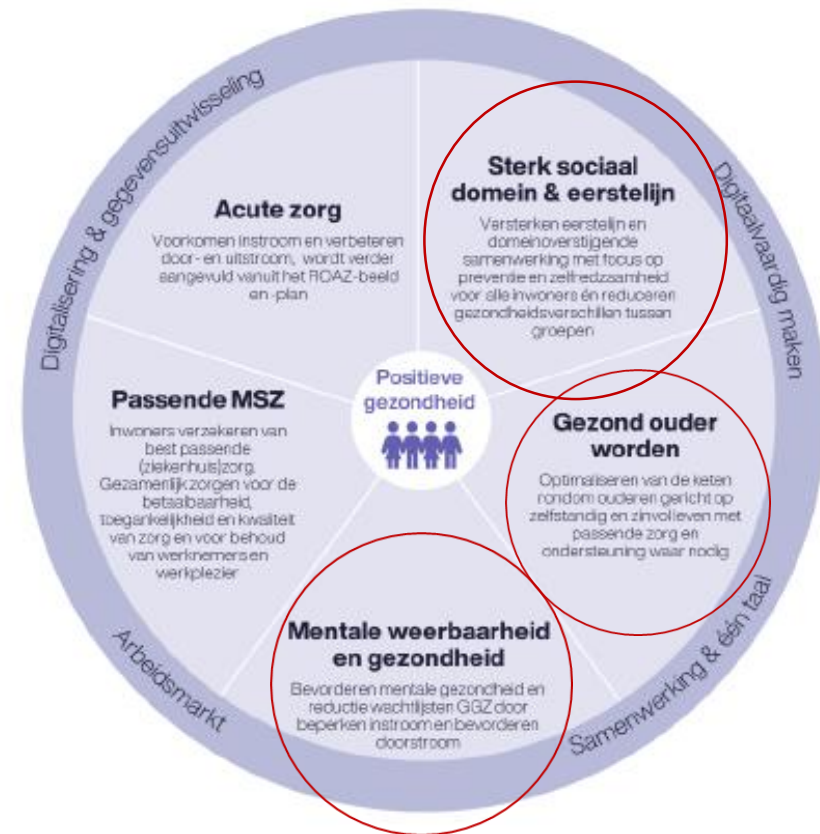 Digitalisering & gegevensuitwisseling
Digitaalvaardig maken
Acute zorg
Voorkomen instroom en verbeteren
door- en uitstroom, wordt verder
aangevuld vanuit het ROAZ-beeld
en -plan
Sterk sociaal
domein & eerstelijn
Versterken eerstelijn en
domeinoverstijgende
samenwerking met focus op
preventie en zelfredzaamheid
voor alle inwoners én reduceren
gezondheidsverschillen tussen
groepen
Positieve
gezondheid
Passende MSZ
Inwoners verzekeren van
best passende
(ziekenhuis)zorg.
Gezamenlijk zorgen voor de
betaalbaarheid,
toegankelijkheid en kwaliteit
van zorg en voor behoud
van werknemers en
werkplezier
Gezond ouder
worden
Optimaliseren van de keten
rondom ouderen gericht op
zelfstandig en zinvol leven met
passende zorg en
ondersteuning waar nodig
Mentale weerbaarheid
en gezondheid
Bevorderen mentale gezondheid en
reductie wachtlijsten GGZ door
beperken instroom en bevorderen
doorstroom
Arbeidsmarkt
Samenwerking & één taal